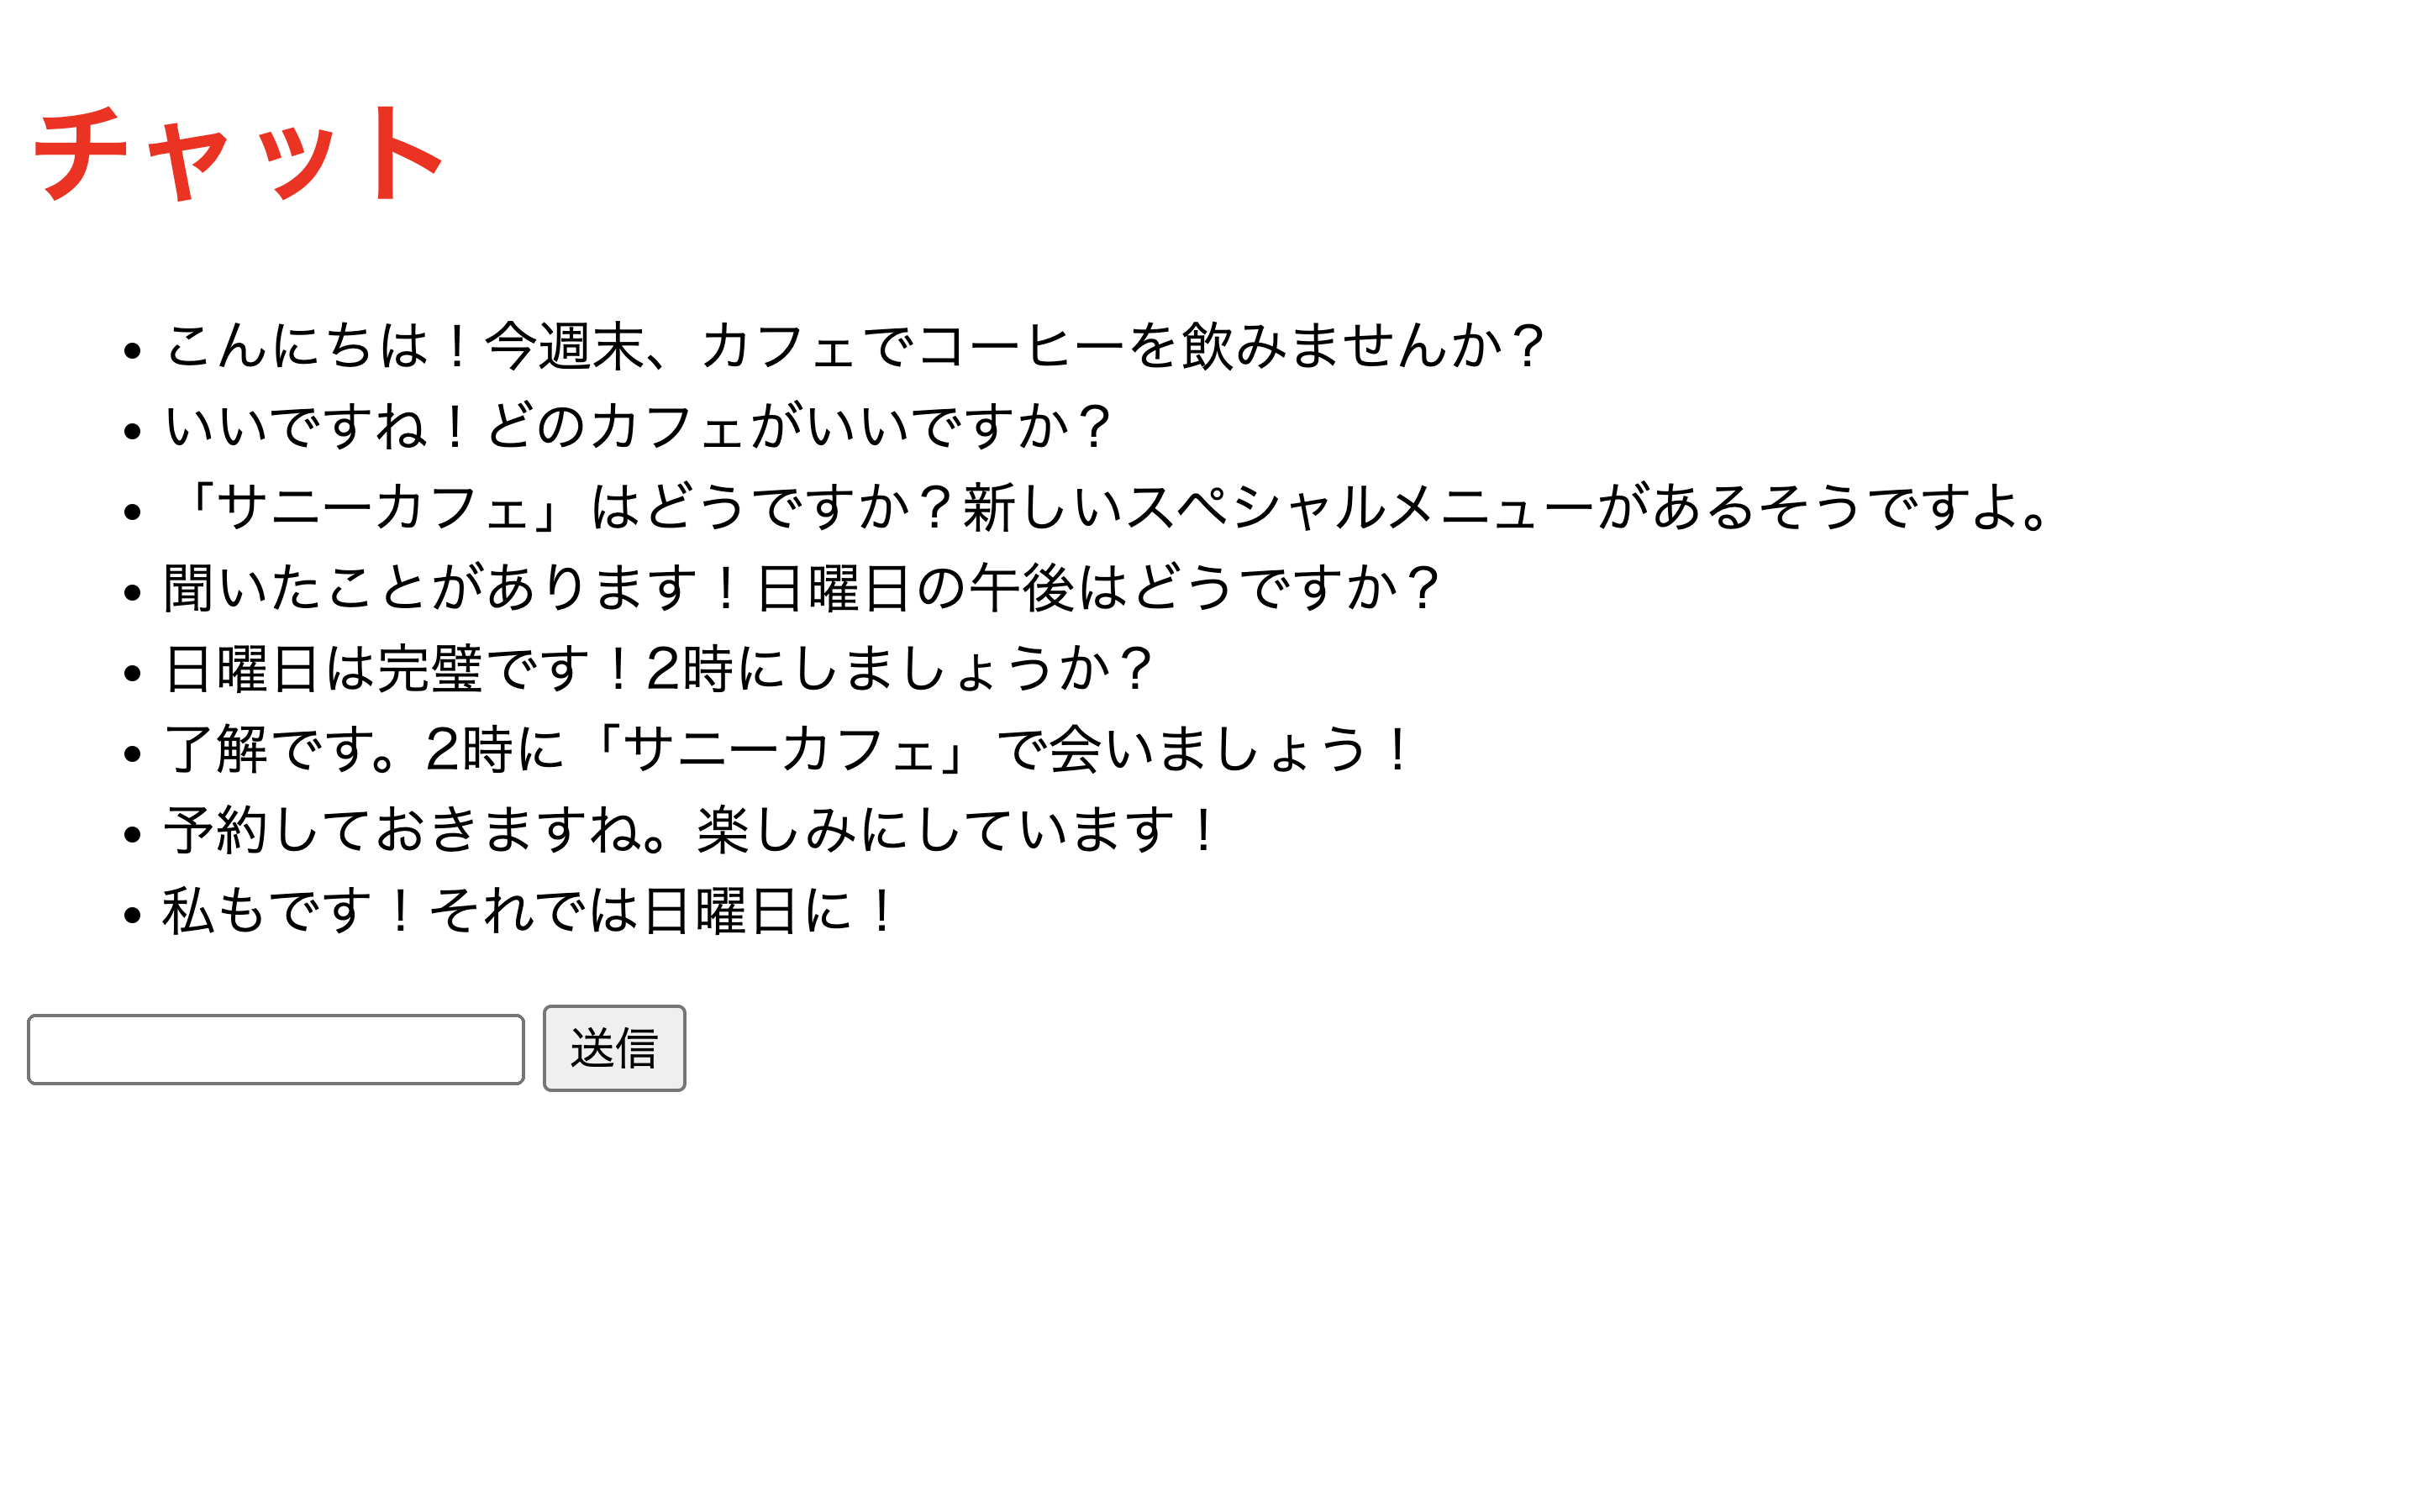 チャット
こんにちは！今週末、カフェでコーヒーを飲みませんか？
いいですね！どのカフェがいいですか？
「サニーカフェ」はどうですか？新しいスペシャルメニューがあるそうですよ。
聞いたことがあります！日曜日の午後はどうですか？
日曜日は完璧です！2時にしましょうか？
了解です。2時に「サニーカフェ」で会いましょう！
予約しておきますね。楽しみにしています！
私もです！それでは日曜日に！
送信